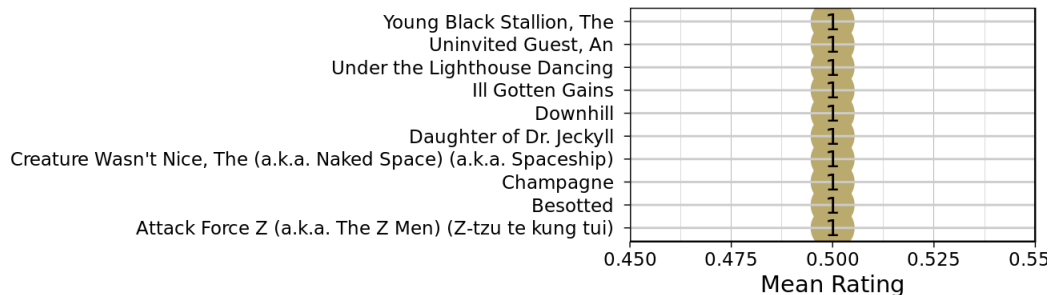 Young Black Stallion, The 1
Uninvited Guest, An 1
Under the Lighthouse Dancing 1
Ill Gotten Gains 1
Downhill 1
Daughter of Dr. Jeckyll 1
Creature Wasn't Nice, The (a.k.a. Naked Space) (a.k.a. Spaceship) 1
Champagne 1
Besotted 1
Attack Force Z (a.k.a. The Z Men) (Z-tzu te kung tui) 1
0.450 0.475 0.500 0.525 0.55
Mean Rating